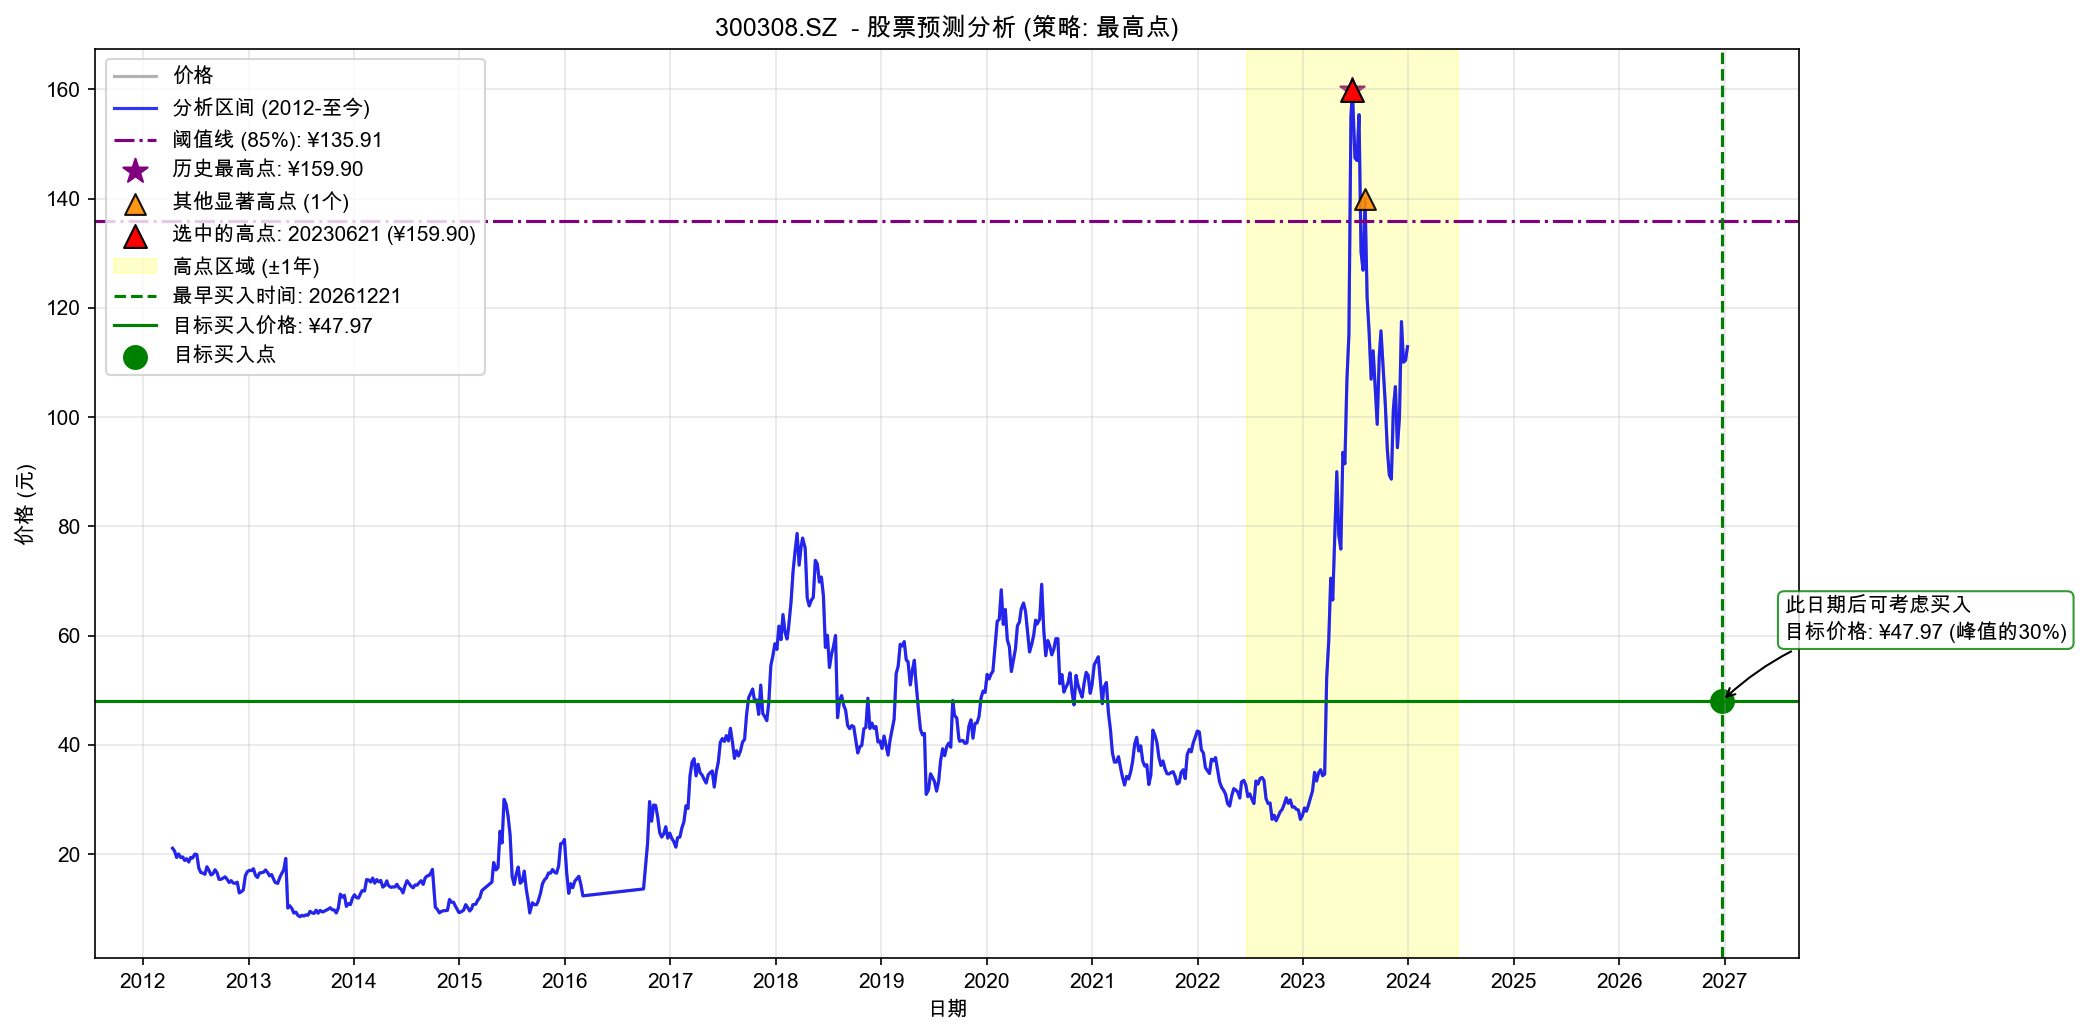 300308.SZ - 股票预测分析 (策略: 最高点)
价格
分析区间 (2012-至今)
阈值线 (85%): ¥135.91
历史最高点: ¥159.90
其他显著高点 (1个)
选中的高点: 20230621 (¥159.90)
高点区域 (±1年)
最早买入时间: 20261221
目标买入价格: ¥47.97
目标买入点
160
140
120
100
80
60
40
20
价格 (元)
此日期后可考虑买入
目标价格: ¥47.97 (峰值的30%)
2012 2013 2014 2015 2016 2017 2018 2019 2020 2021 2022 2023 2024 2025 2026 2027
日期